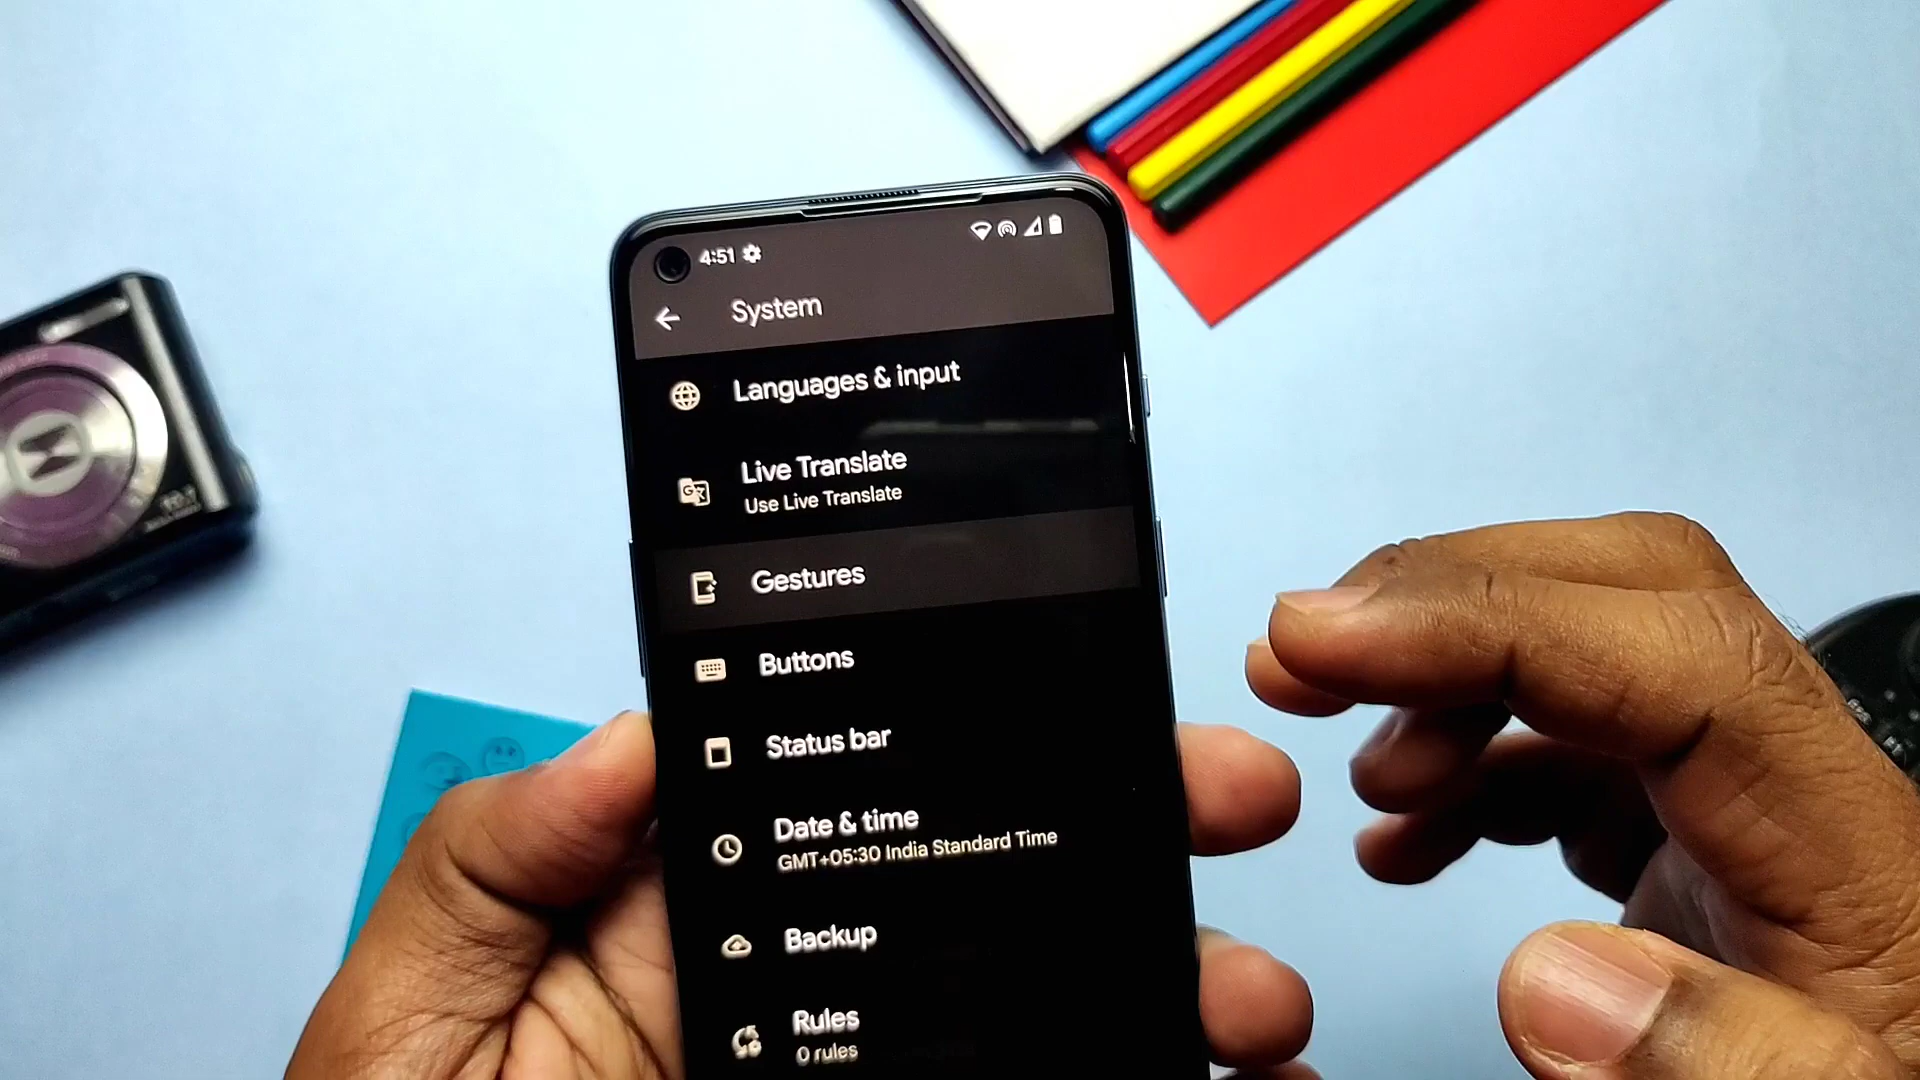 4:51
System
Languages & input
Live Translate
Use Live Translate
Gestures
Buttons
Status bar
Date & time
GMT+05:30 India Standard Time
Backup
Rules
0 rules